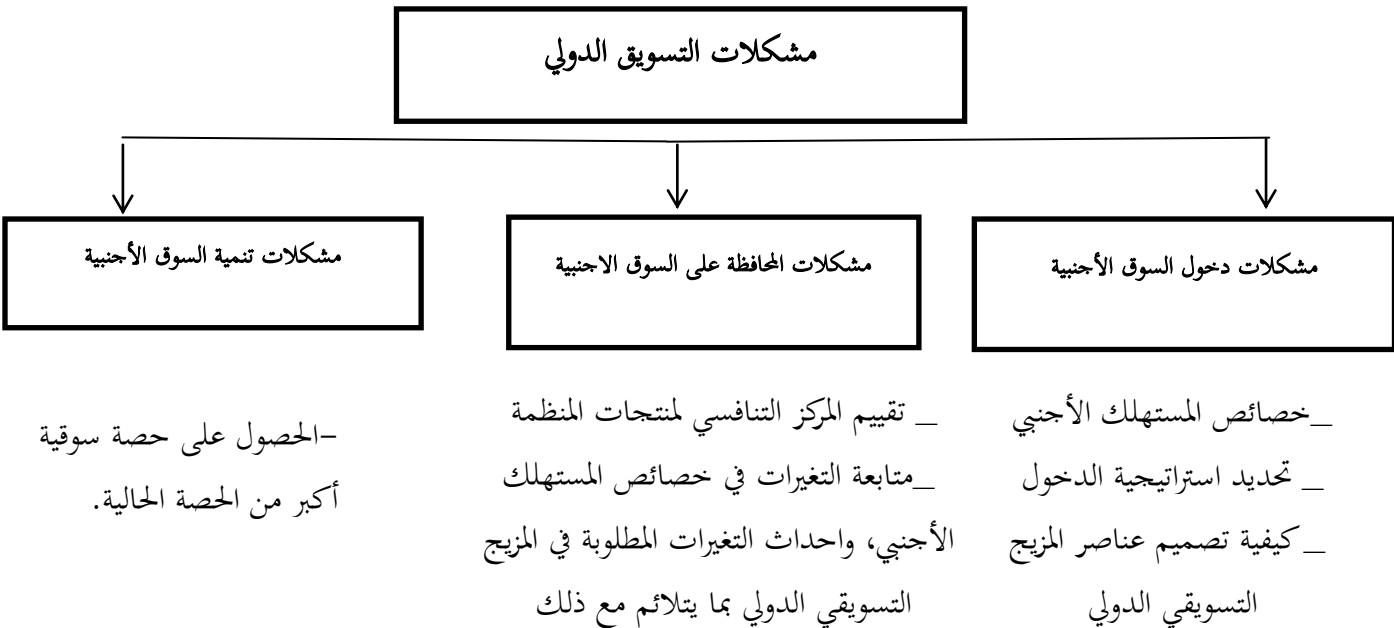 مشكلات التسويق الدولي
مشكلات دخول السوق الأجنبية
مشكلات المحافظة على السوق الاجنبية
مشكلات تنمية السوق الأجنبية
_خصائص المستهلك الأجنبي
_ تحديد استراتيجية الدخول
_ كيفية تصميم عناصر المزيج
التسويقي الدولي
_ تقييم المركز التنافسي لمنتجات المنظمة
_متابعة التغيرات في خصائص المستهلك
الأجنبي، واحداث التغيرات المطلوبة في المزيج
التسويقي الدولي بما يتلائم مع ذلك
-الحصول على حصة سوقية
أكبر من الحصة الحالية.